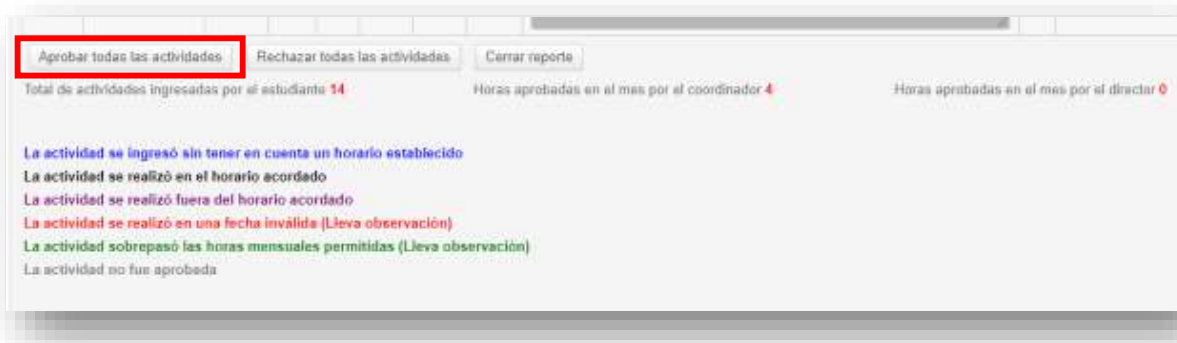 Aprobar todas las actividades Rechazar todas las actividades Cerrar reporte
Total de actividades ingresadas por el estudiante 14 Horas aprobadas en el mes por el coordinador 4 Horas aprobadas en el mes por el director 0
La actividad se ingresó sin tener en cuenta un horario establecido
La actividad se realizó en el horario acordado
La actividad se realizó fuera del horario acordado
La actividad se realizó en una fecha inválida (Lleva observación)
La actividad sobrepasó las horas mensuales permitidas (Lleva observación)
La actividad no fue aprobada